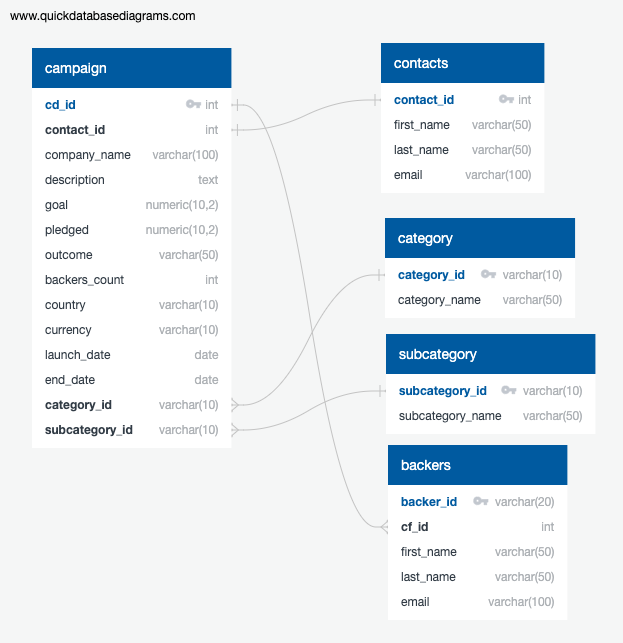 www.quickdatabasediagrams.com
campaign
cd_id int
contact_id int
company_name varchar(100)
description text
goal numeric(10,2)
pledged numeric(10,2)
outcome varchar(50)
backers_count int
country varchar(10)
currency varchar(10)
launch_date date
end_date date
category_id varchar(10)
subcategory_id varchar(10)
contacts
contact_id int
first_name varchar(50)
last_name varchar(50)
email varchar(100)
category
category_id varchar(10)
category_name varchar(50)
subcategory
subcategory_id varchar(10)
subcategory_name varchar(50)
backers
backer_id varchar(20)
cf_id int
first_name varchar(50)
last_name varchar(50)
email varchar(100)